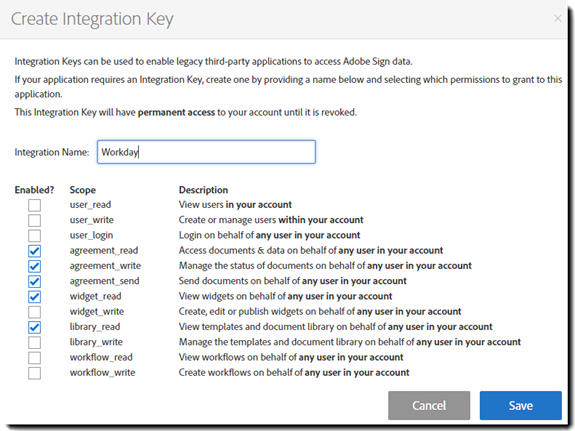 Create Integration Key
Integration Keys can be used to enable legacy third-party applications to access Adobe Sign data.
If your application requires an Integration Key, create one by providing a name below and selecting which permissions to grant to this
application.
This Integration Key will have permanent access to your account until it is revoked.
Integration Name: Workday
Enabled? Scope Description
user_read View users in your account
user_write Create or manage users within your account
user_login Login on behalf of any user in your account
agreement_read Access documents & data on behalf of any user in your account
agreement_write Manage the status of documents on behalf of any user in your account
agreement_send Send documents on behalf of any user in your account
widget_read View widgets on behalf of any user in your account
widget_write Create, edit or publish widgets on behalf of any user in your account
library_read View templates and document library on behalf of any user in your account
library_write Manage the templates and document library on behalf of any user in your account
workflow_read View workflows on behalf of any user in your account
workflow_write Create workflows on behalf of any user in your account
Cancel Save